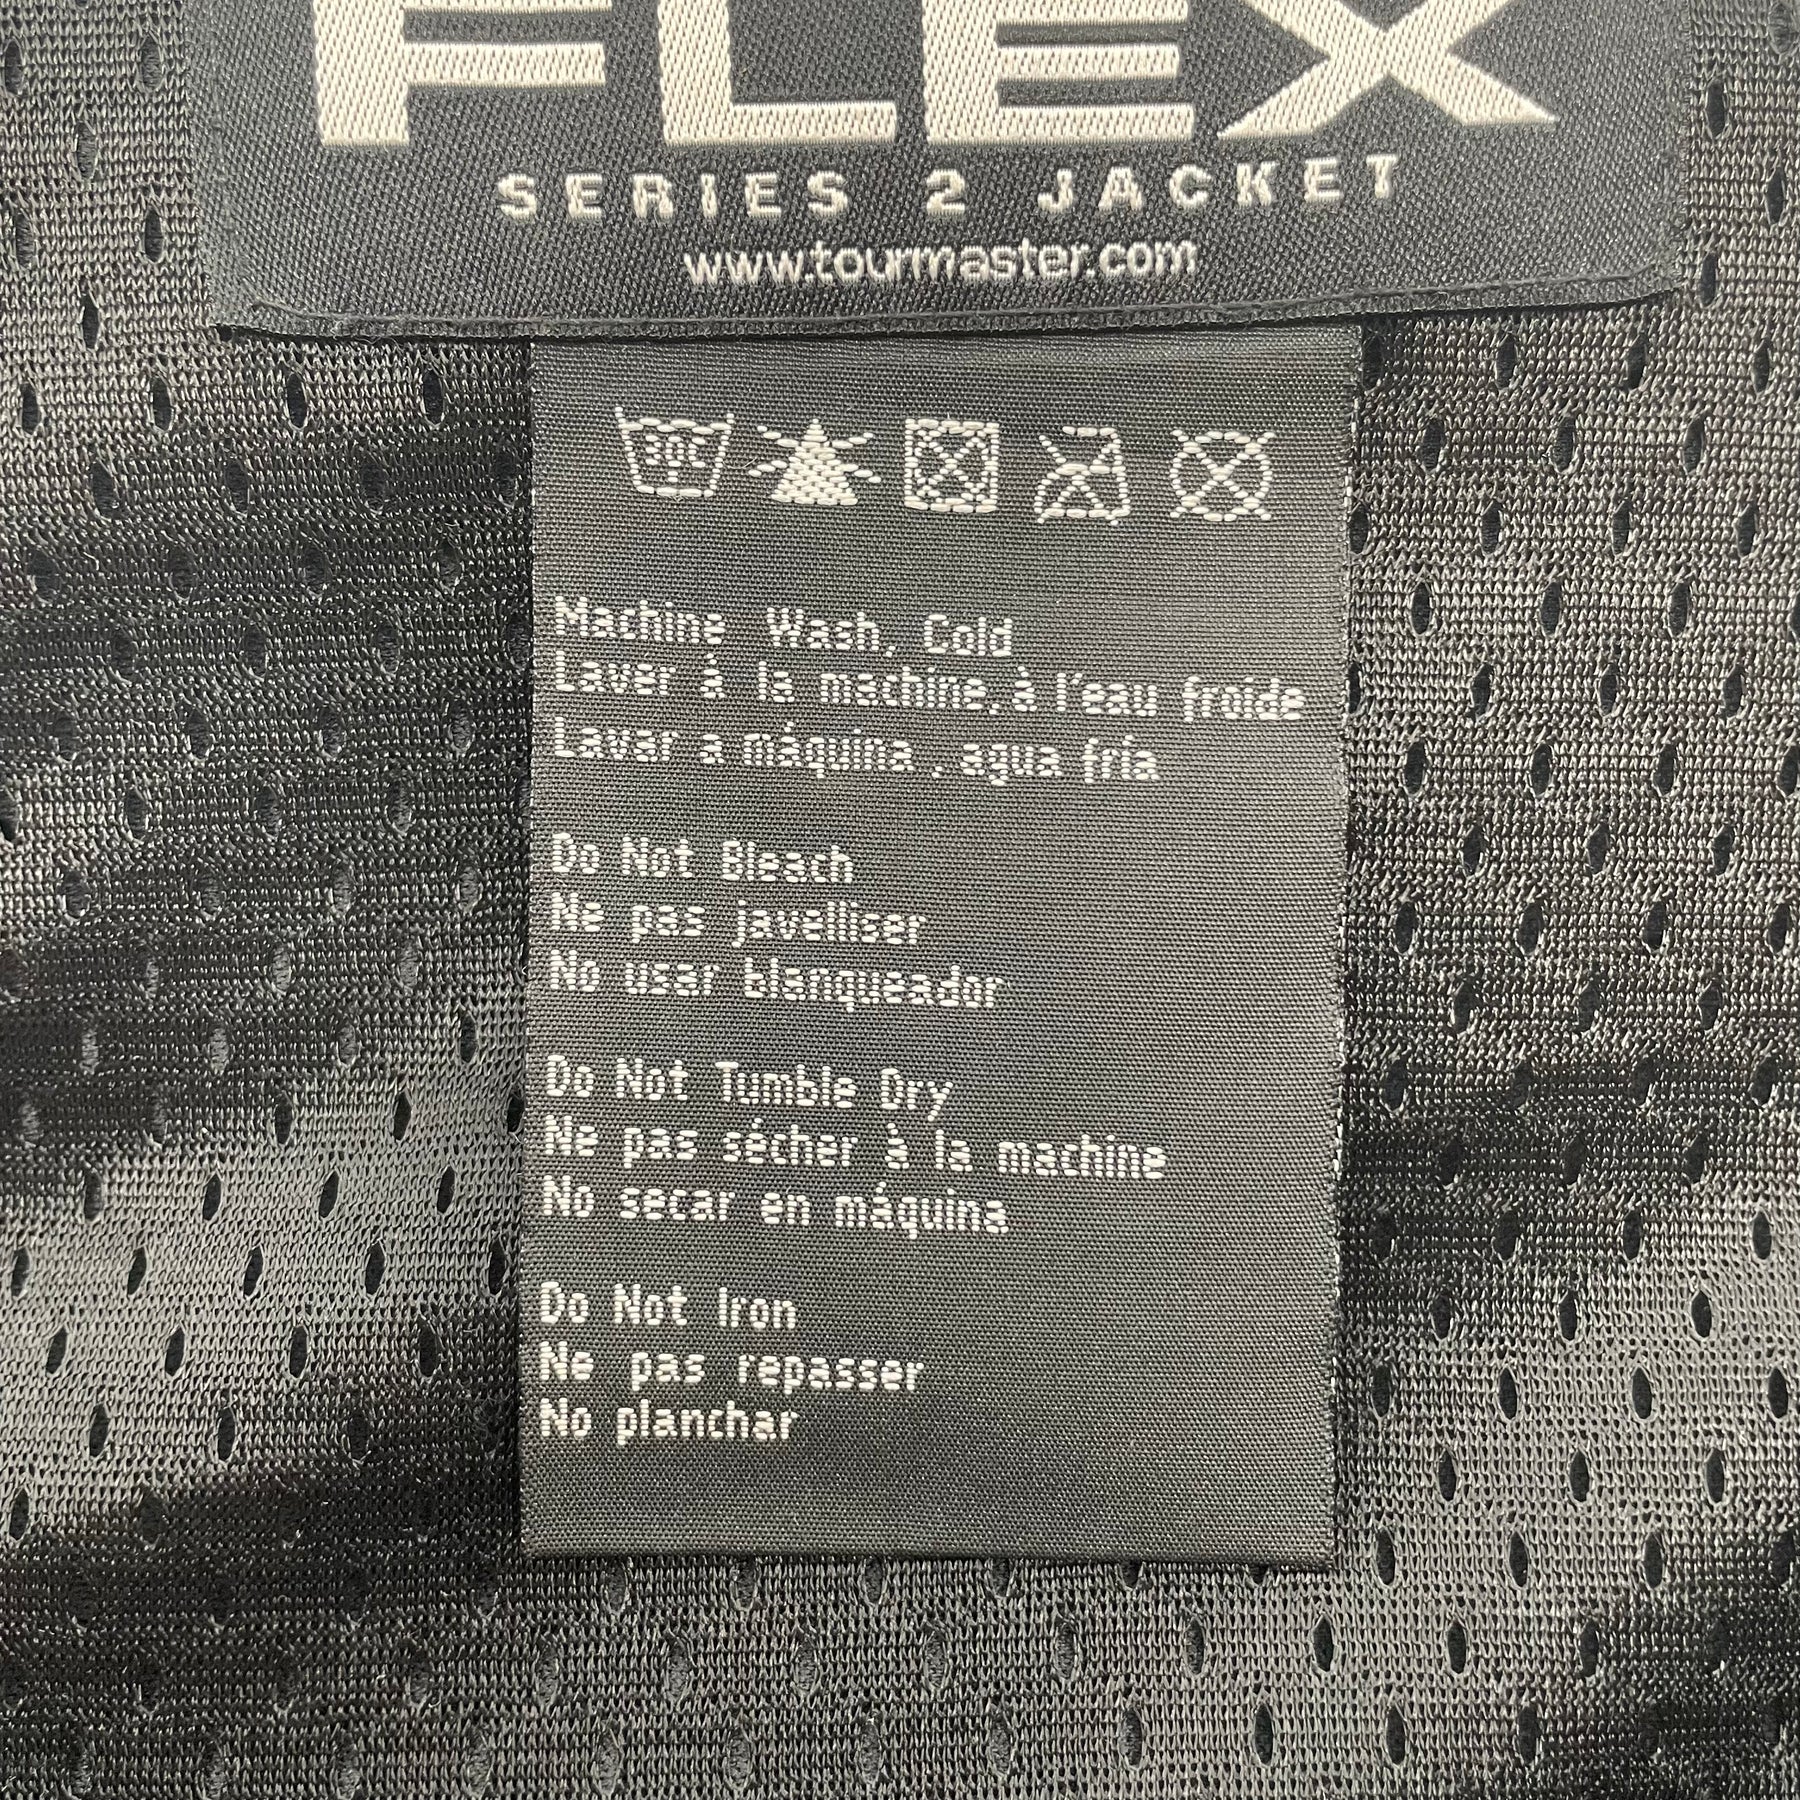 FLEX
SERIES 2 JACKET
www.tourmaster.com
30c
Machine Wash, Cold
Laver á la machine, à l'eau froide
Lavar a máquina, agua fría
Do Not Bleach
Ne pas javelliser
No usar blanqueador
Do Not Tumble Dry
Ne pas sécher à la machine
No secar en máquina
Do Not Iron
Ne pas repasser
No planchar